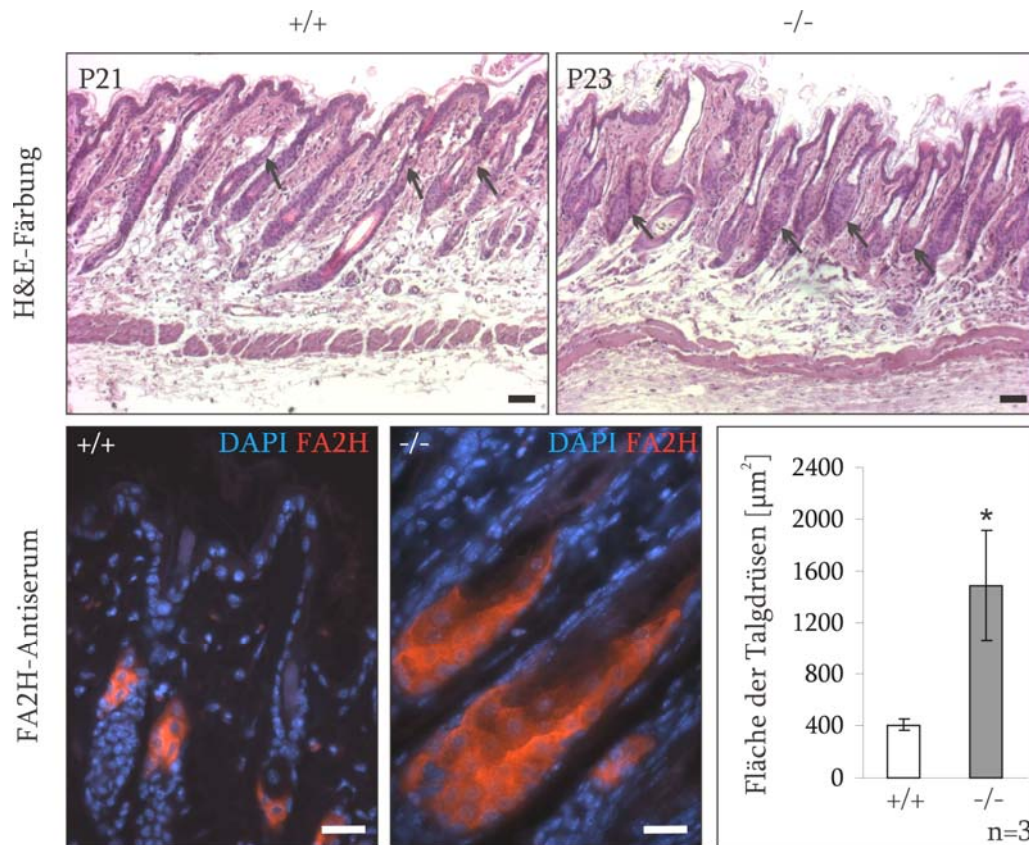 +/+
-/-
H&E-Färbung
P21
P23
FA2H-Antiserum
+/+
DAPI FA2H
-/-
DAPI FA2H
Fläche der Talgdrüsen [µm²]
2400
2000
1600
1200
800
400
0
*
+/+
-/-
n=3